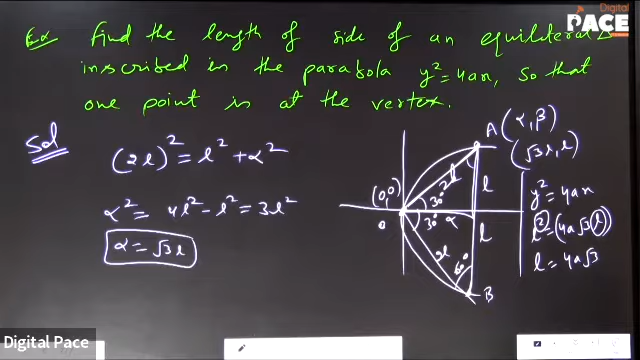 Digital
PACE
Ex Find the length of side of an equilateral Δ
inscribed in the parabola y²=4ax, so that
one point is at the vertex.
Sol
(2l)² = l² + α²
α² = 4l² - l² = 3l²
α = √3 l
A (α, β)
(√3l, l)
(0,0)
2l
l
30°
30°
α
0
l
2l
60°
B
y² = 4ax
l² = (4a√3 l)
l = 4a√3
Digital Pace